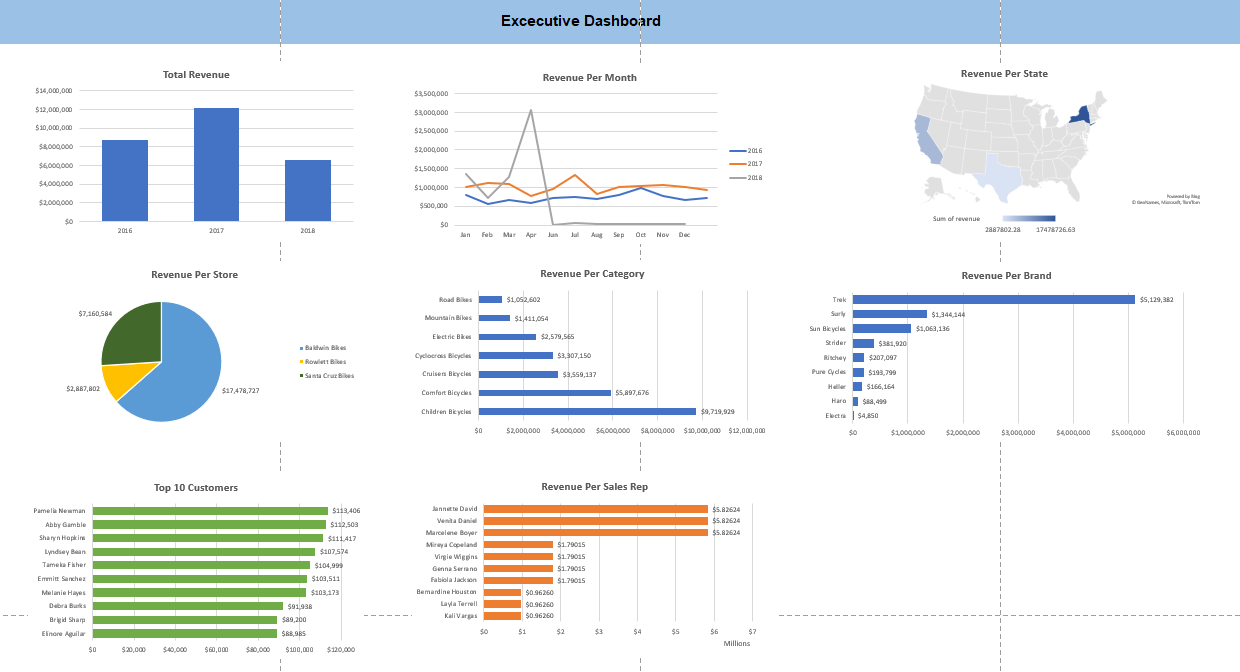 Excecutive Dashboard
Total Revenue
$14,000,000
$12,000,000
$10,000,000
$8,000,000
$6,000,000
$4,000,000
$2,000,000
$0
2016 2017 2018
Revenue Per Month
$3,500,000
$3,000,000
$2,500,000
$2,000,000
$1,500,000
$1,000,000
$500,000
$0
Jan Feb Mar Apr Jun Jul Aug Sep Oct Nov Dec
2016
2017
2018
Revenue Per State
Powered by Bing
© GeoNames, Microsoft, TomTom
Sum of revenue
2887802.28 17478726.63
Revenue Per Store
$7,160,584
$2,887,802
$17,478,727
Baldwin Bikes
Rowlett Bikes
Santa Cruz Bikes
Revenue Per Category
Road Bikes $1,052,602
Mountain Bikes $1,411,054
Electric Bikes $2,579,565
Cyclocross Bicycles $3,307,150
Cruisers Bicycles $3,559,137
Comfort Bicycles $5,897,676
Children Bicycles $9,719,929
$0 $2,000,000 $4,000,000 $6,000,000 $8,000,000 $10,000,000 $12,000,000
Revenue Per Brand
Trek $5,129,382
Surly $1,344,144
Sun Bicycles $1,063,136
Strider $381,920
Ritchey $207,097
Pure Cycles $193,799
Heller $166,164
Haro $88,499
Electra $4,850
$0 $1,000,000 $2,000,000 $3,000,000 $4,000,000 $5,000,000 $6,000,000
Top 10 Customers
Pamelia Newman $113,406
Abby Gamble $112,503
Sharyn Hopkins $111,417
Lyndsey Bean $107,574
Tameka Fisher $104,999
Emmitt Sanchez $103,511
Melanie Hayes $103,173
Debra Burks $91,938
Brigid Sharp $89,200
Elinore Aguilar $88,985
$0 $20,000 $40,000 $60,000 $80,000 $100,000 $120,000
Revenue Per Sales Rep
Jannette David $5.82624
Venita Daniel $5.82624
Marcelene Boyer $5.82624
Mireya Copeland $1.79015
Virgie Wiggins $1.79015
Genna Serrano $1.79015
Fabiola Jackson $1.79015
Bernardine Houston $0.96260
Layla Terrell $0.96260
Kali Vargas $0.96260
$0 $1 $2 $3 $4 $5 $6 $7
Millions